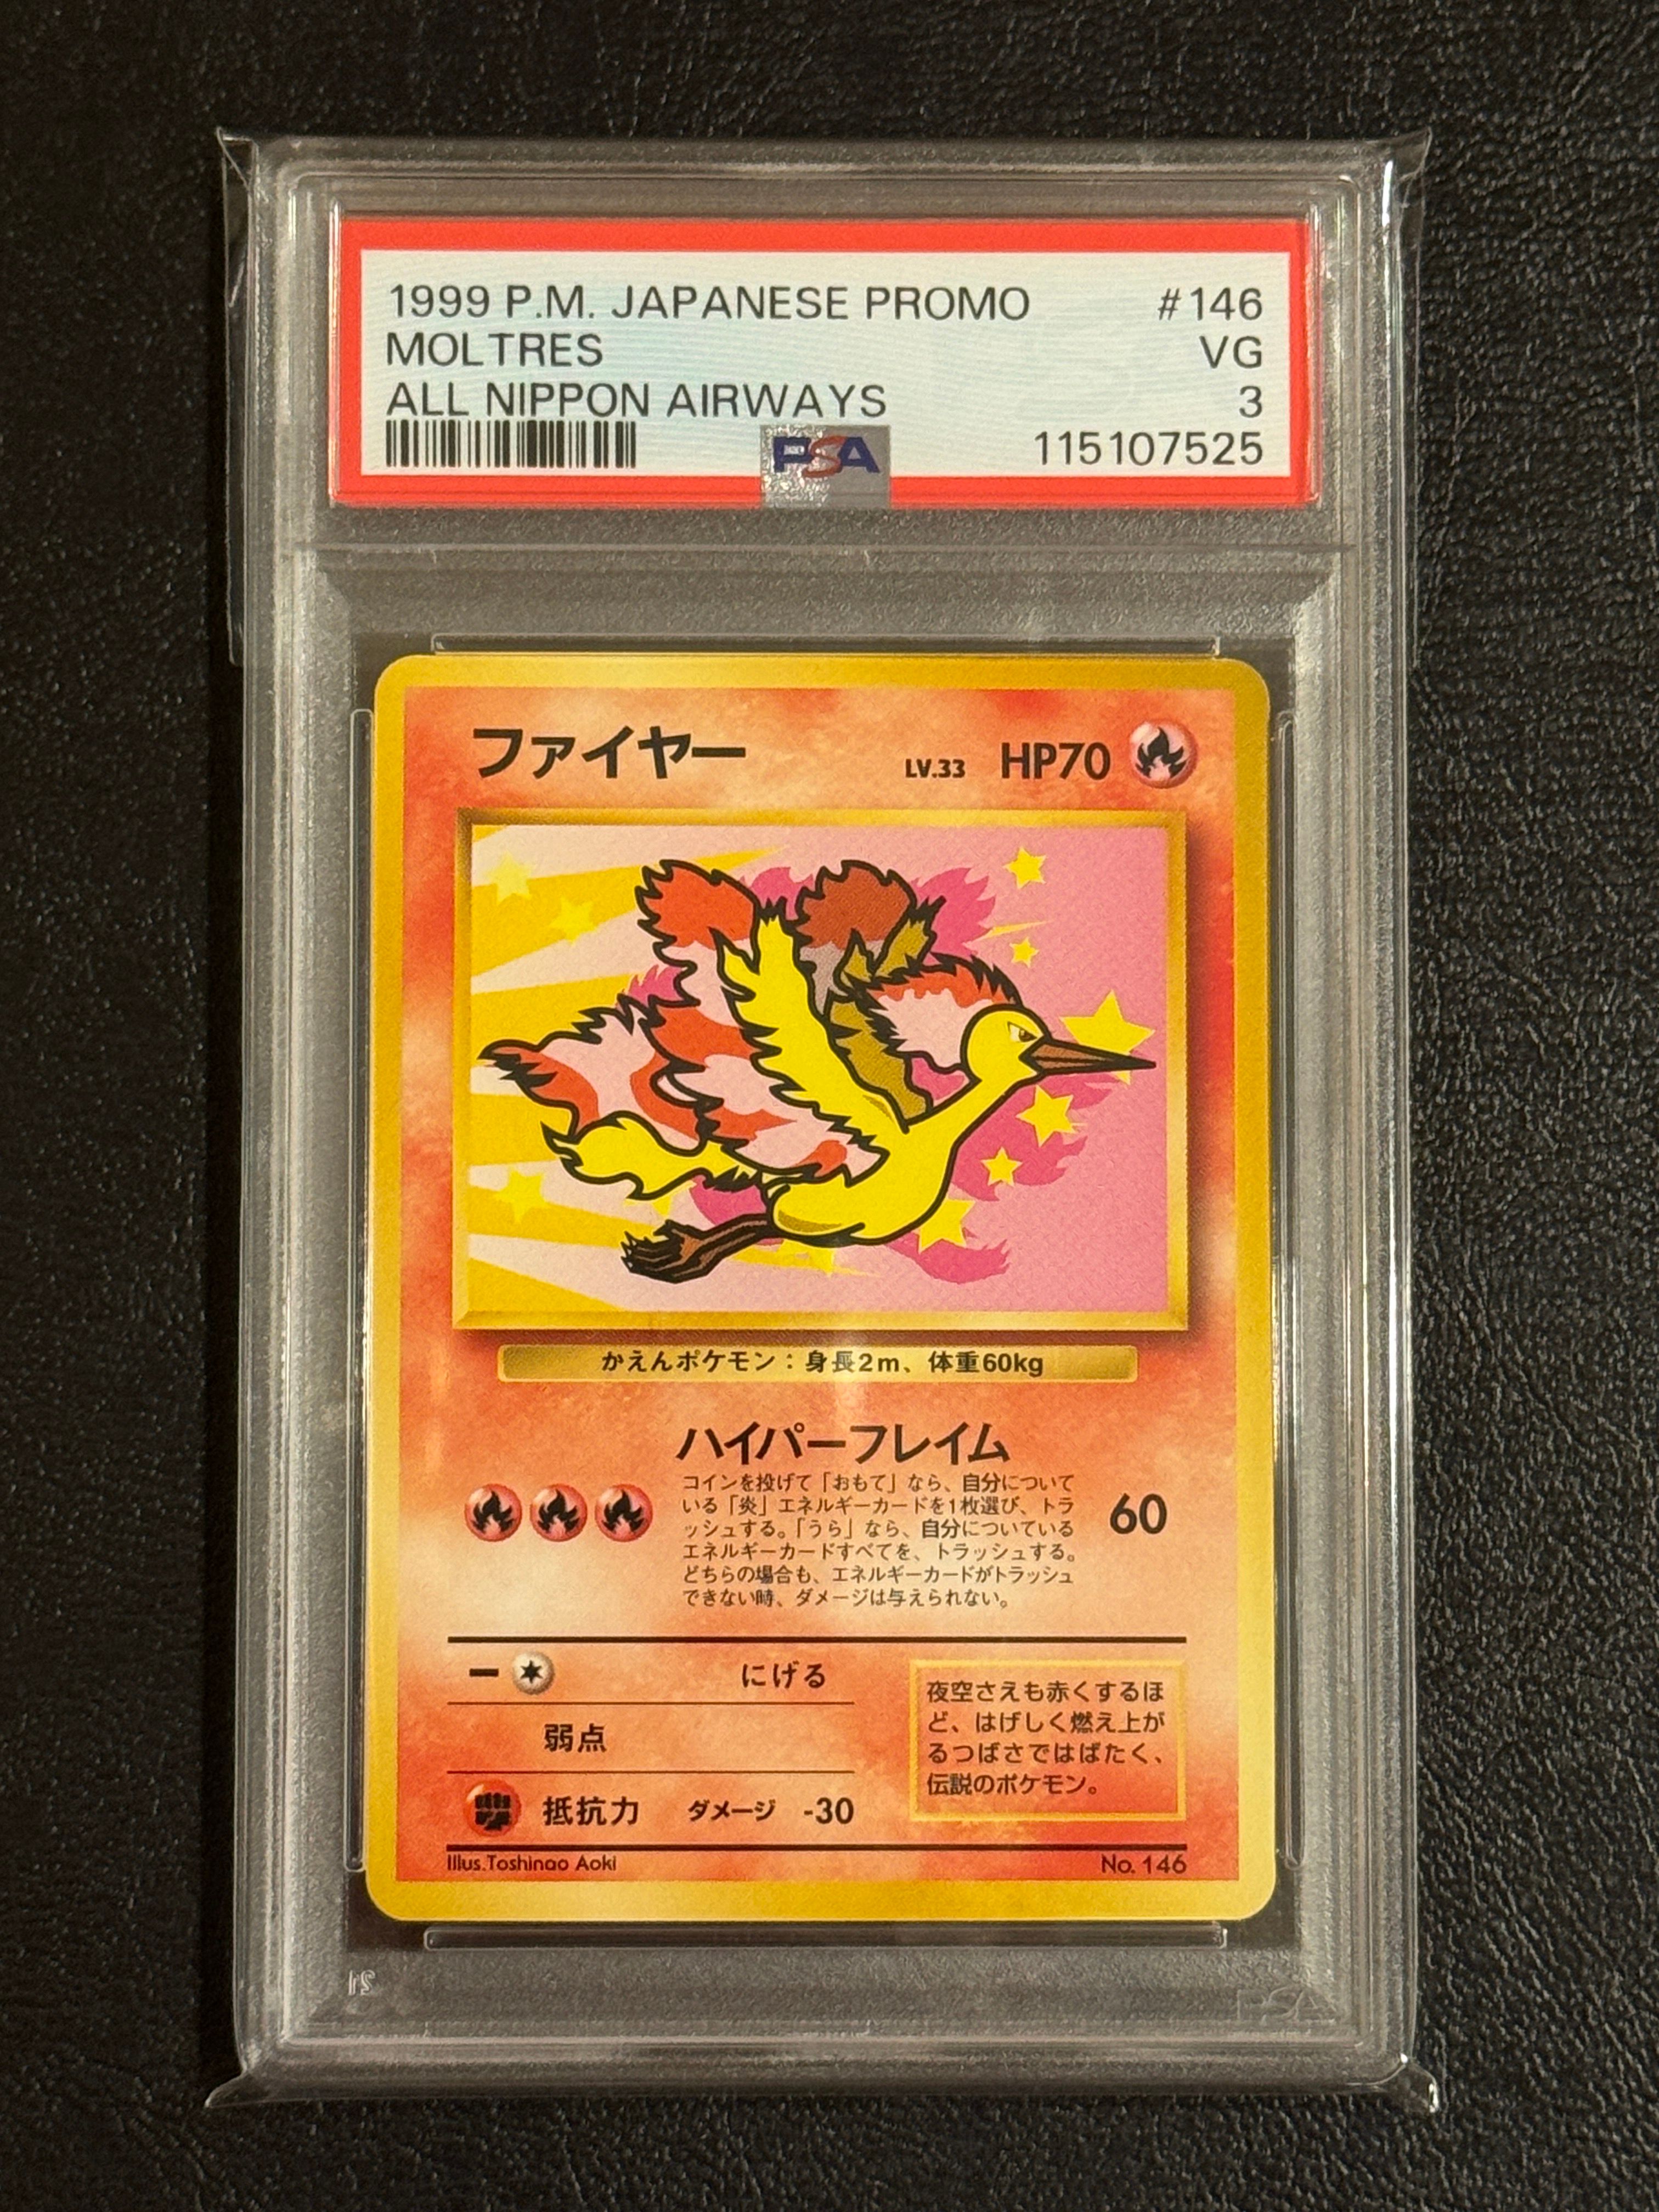 1999 P.M. JAPANESE PROMO #146
MOLTRES VG
ALL NIPPON AIRWAYS 3
PSA 115107525
ファイヤー LV.33 HP70
かえんポケモン：身長2m、体重60kg
ハイパーフレイム
コインを投げて「おもて」なら、自分について
いる「炎」エネルギーカードを1枚選び、トラ
ッシュする。「うら」なら、自分についている
エネルギーカードすべてを、トラッシュする。
どちらの場合も、エネルギーカードがトラッシュ
できない時、ダメージは与えられない。
60
にげる
弱点
抵抗力 ダメージ -30
夜空さえも赤くするほ
ど、はげしく燃え上が
るつばさではばたく、
伝説のポケモン。
Illus.Toshinao Aoki No. 146
21
PSA